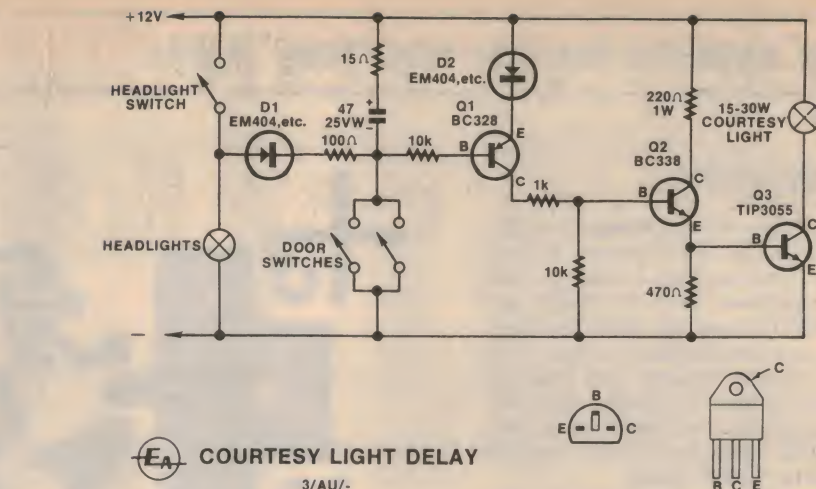 +12V
HEADLIGHT
SWITCH
D1
EM404,etc.
HEADLIGHTS
15Ω
47
25VW
+
−
100Ω
10k
DOOR
SWITCHES
D2
EM404,etc.
Q1
BC328
B
E
C
1k
10k
220Ω
1W
Q2
BC338
B
C
E
470Ω
15-30W
COURTESY
LIGHT
Q3
TIP3055
B
C
E
−
EA COURTESY LIGHT DELAY
3/AU/-
B
E C
C
B C E